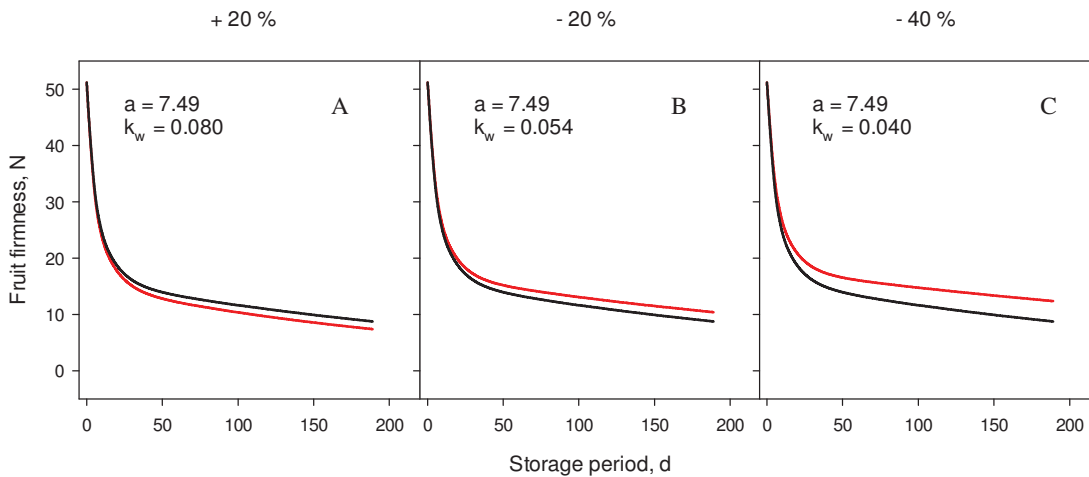 + 20 %
- 20 %
- 40 %
a = 7.49
k_w = 0.080
A
a = 7.49
k_w = 0.054
B
a = 7.49
k_w = 0.040
C
Fruit firmness, N
50
40
30
20
10
0
0 50 100 150 200
0 50 100 150 200
0 50 100 150 200
Storage period, d